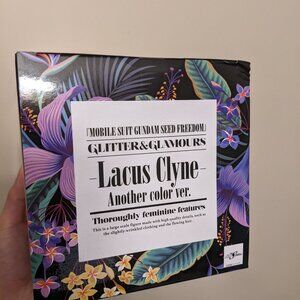 MOBILE SUIT GUNDAM SEED FREEDOM
GLITTER&GLAMOURS
Lacus Clyne
Another color ver.
Thoroughly feminine features
This is a large scale figure made with high quality details, such as
the slightly wrinkled clothing and the flowing hair.